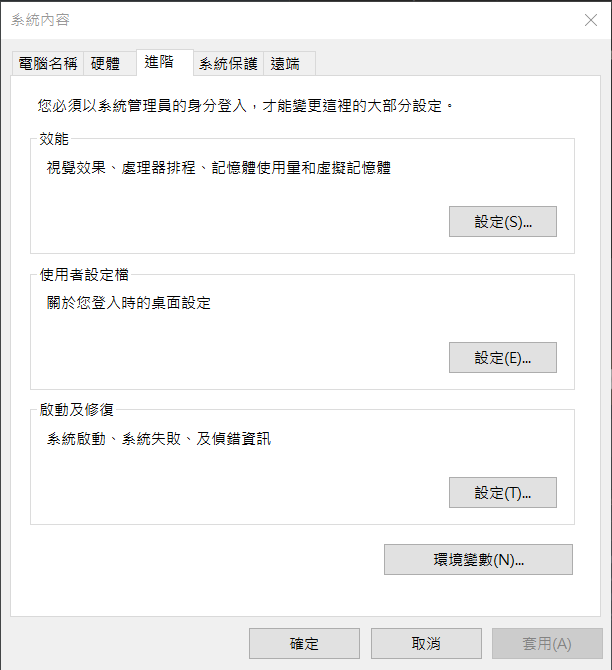 系統內容
電腦名稱 硬體 進階 系統保護 遠端
您必須以系統管理員的身分登入，才能變更這裡的大部分設定。
效能
視覺效果、處理器排程、記憶體使用量和虛擬記憶體
設定(S)...
使用者設定檔
關於您登入時的桌面設定
設定(E)...
啟動及修復
系統啟動、系統失敗、及偵錯資訊
設定(T)...
環境變數(N)...
確定 取消 套用(A)